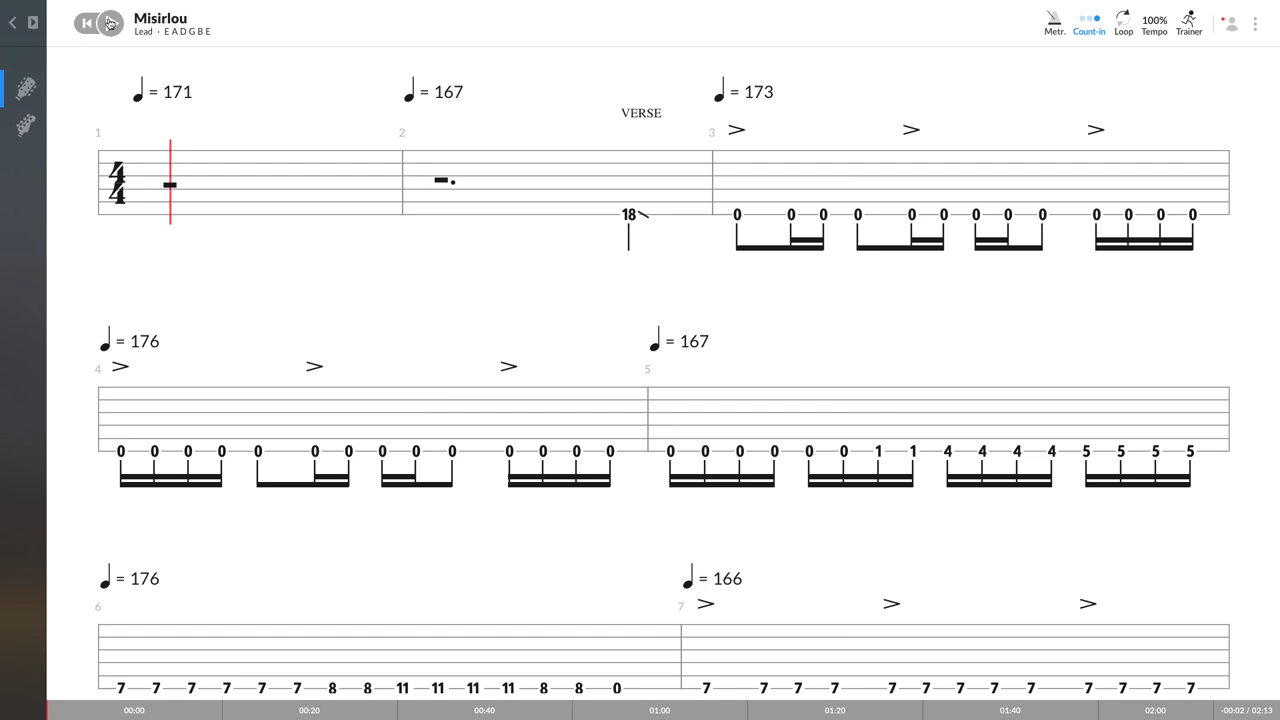 Misirlou
Lead · E A D G B E
Metr. Count-in Loop 100% Tempo Trainer
= 171 = 167 = 173
VERSE
1 2 3
4
4
18 0 0 0 0 0 0 0 0 0 0 0 0 0
= 176 = 167
4 5
0 0 0 0 0 0 0 0 0 0 0 0 0 0 0 0 0 0 0 0 1 1 4 4 4 4 5 5 5 5
= 176 = 166
6 7
7 7 7 7 7 7 8 8 11 11 11 11 8 8 0 7 7 7 7 7 7 7 7 7 7 7 7 7
00:00 00:20 00:40 01:00 01:20 01:40 02:00 -00:02 / 02:13